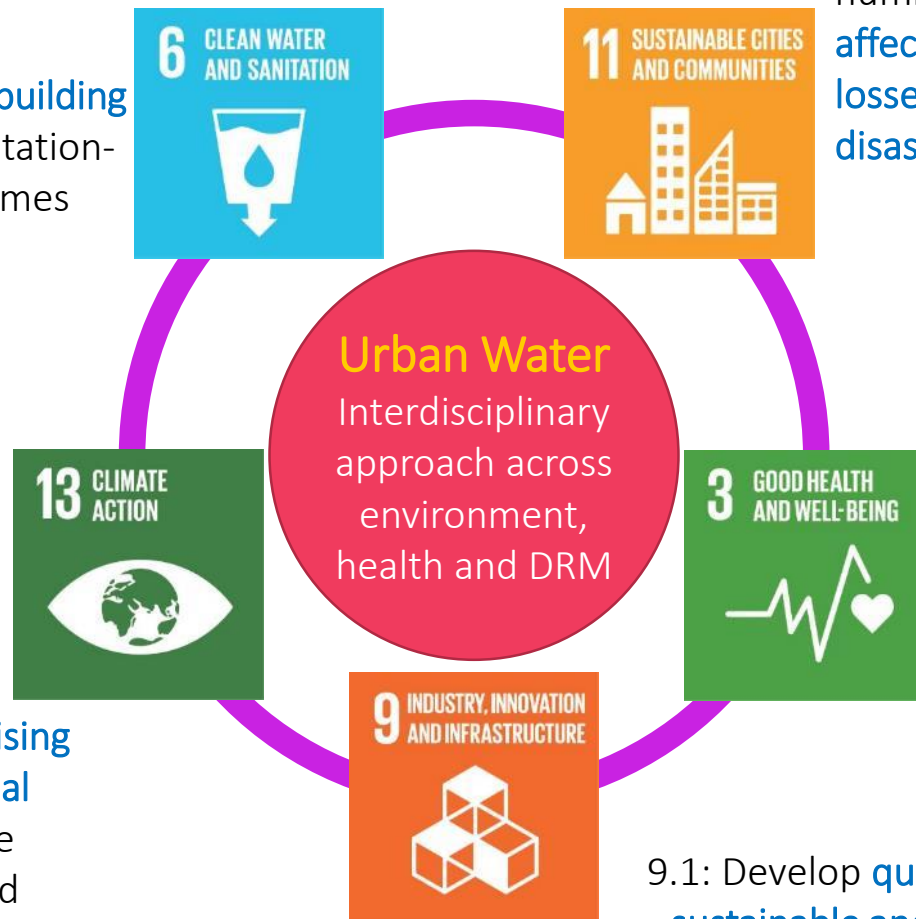 6 CLEAN WATER
AND SANITATION
11 SUSTAINABLE CITIES
AND COMMUNITIES
building
tation-
mes
affec
losse
disas
Urban Water
Interdisciplinary
approach across
environment,
health and DRM
13 CLIMATE
ACTION
3 GOOD HEALTH
AND WELL-BEING
9 INDUSTRY, INNOVATION
AND INFRASTRUCTURE
ising
al
e
d
9.1: Develop qu